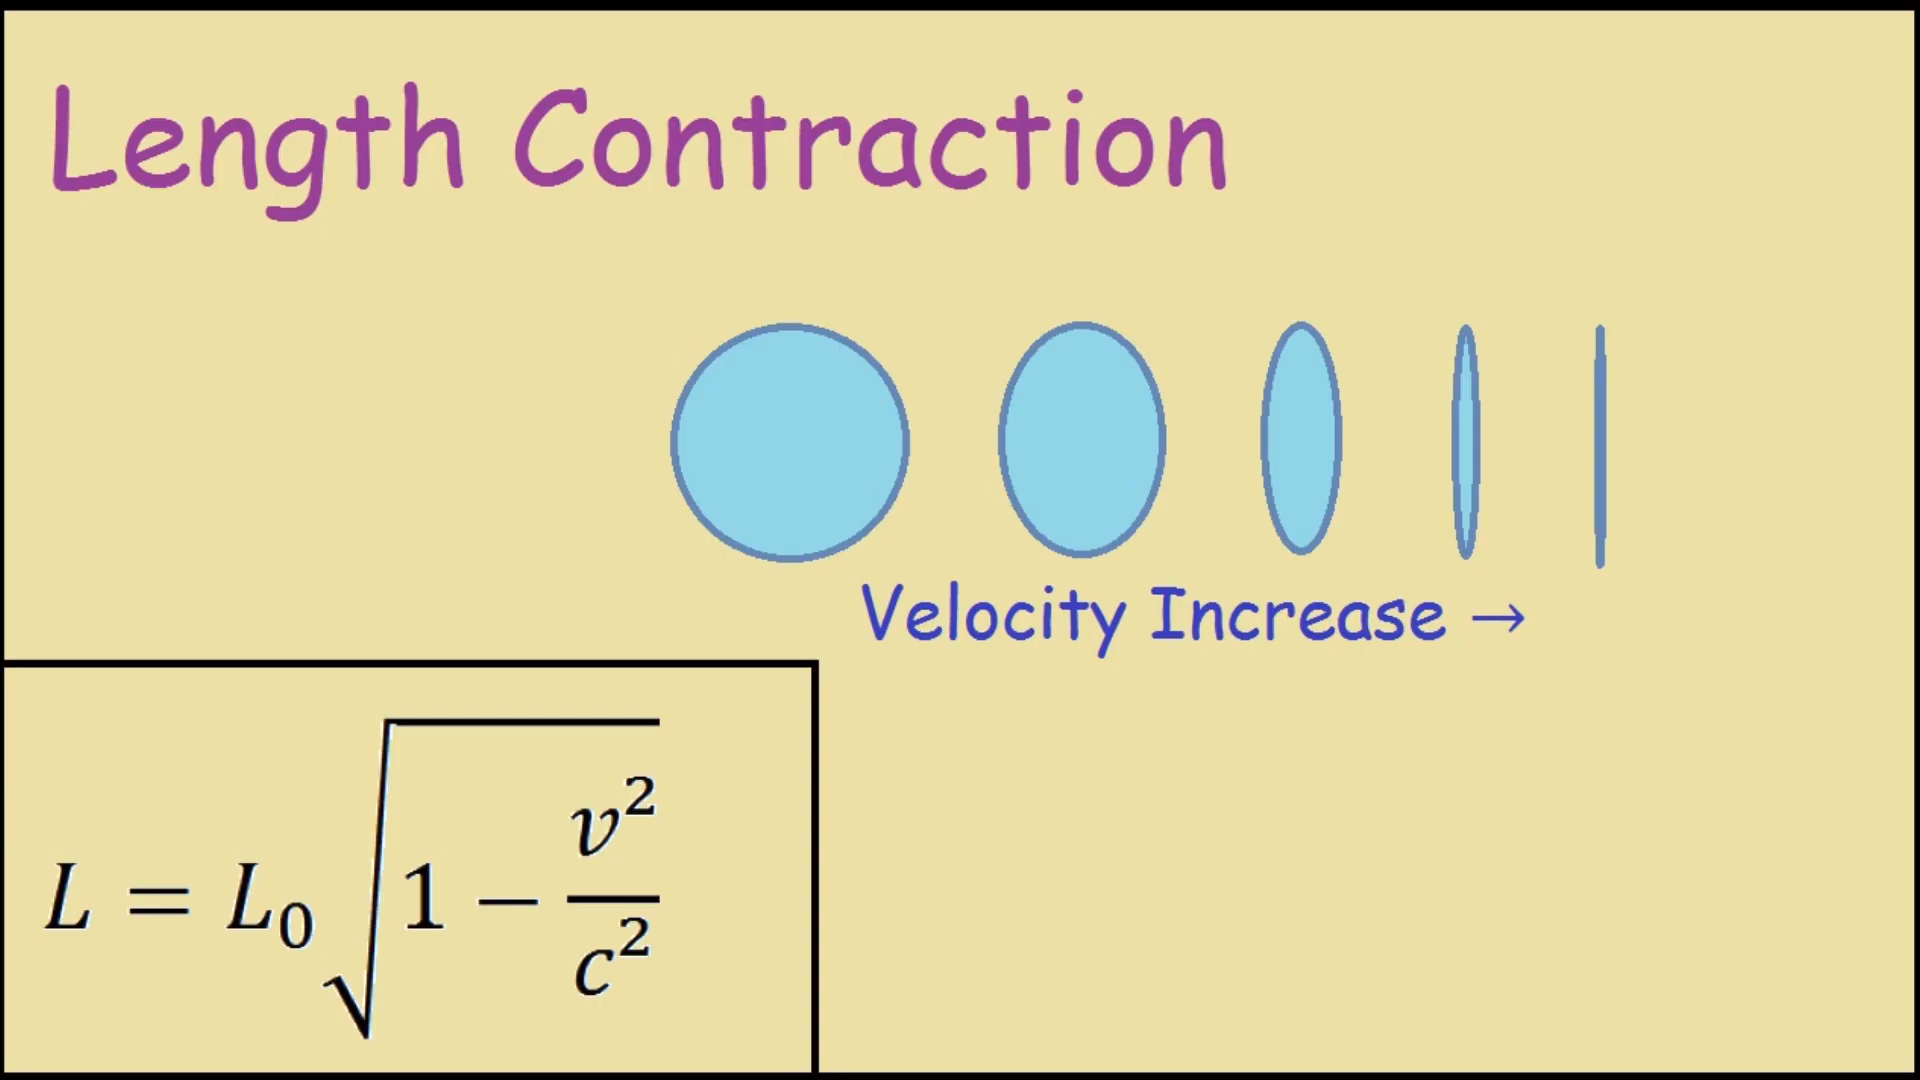 Length Contraction
Velocity Increase →
L = L₀ √(1 − v²/c²)